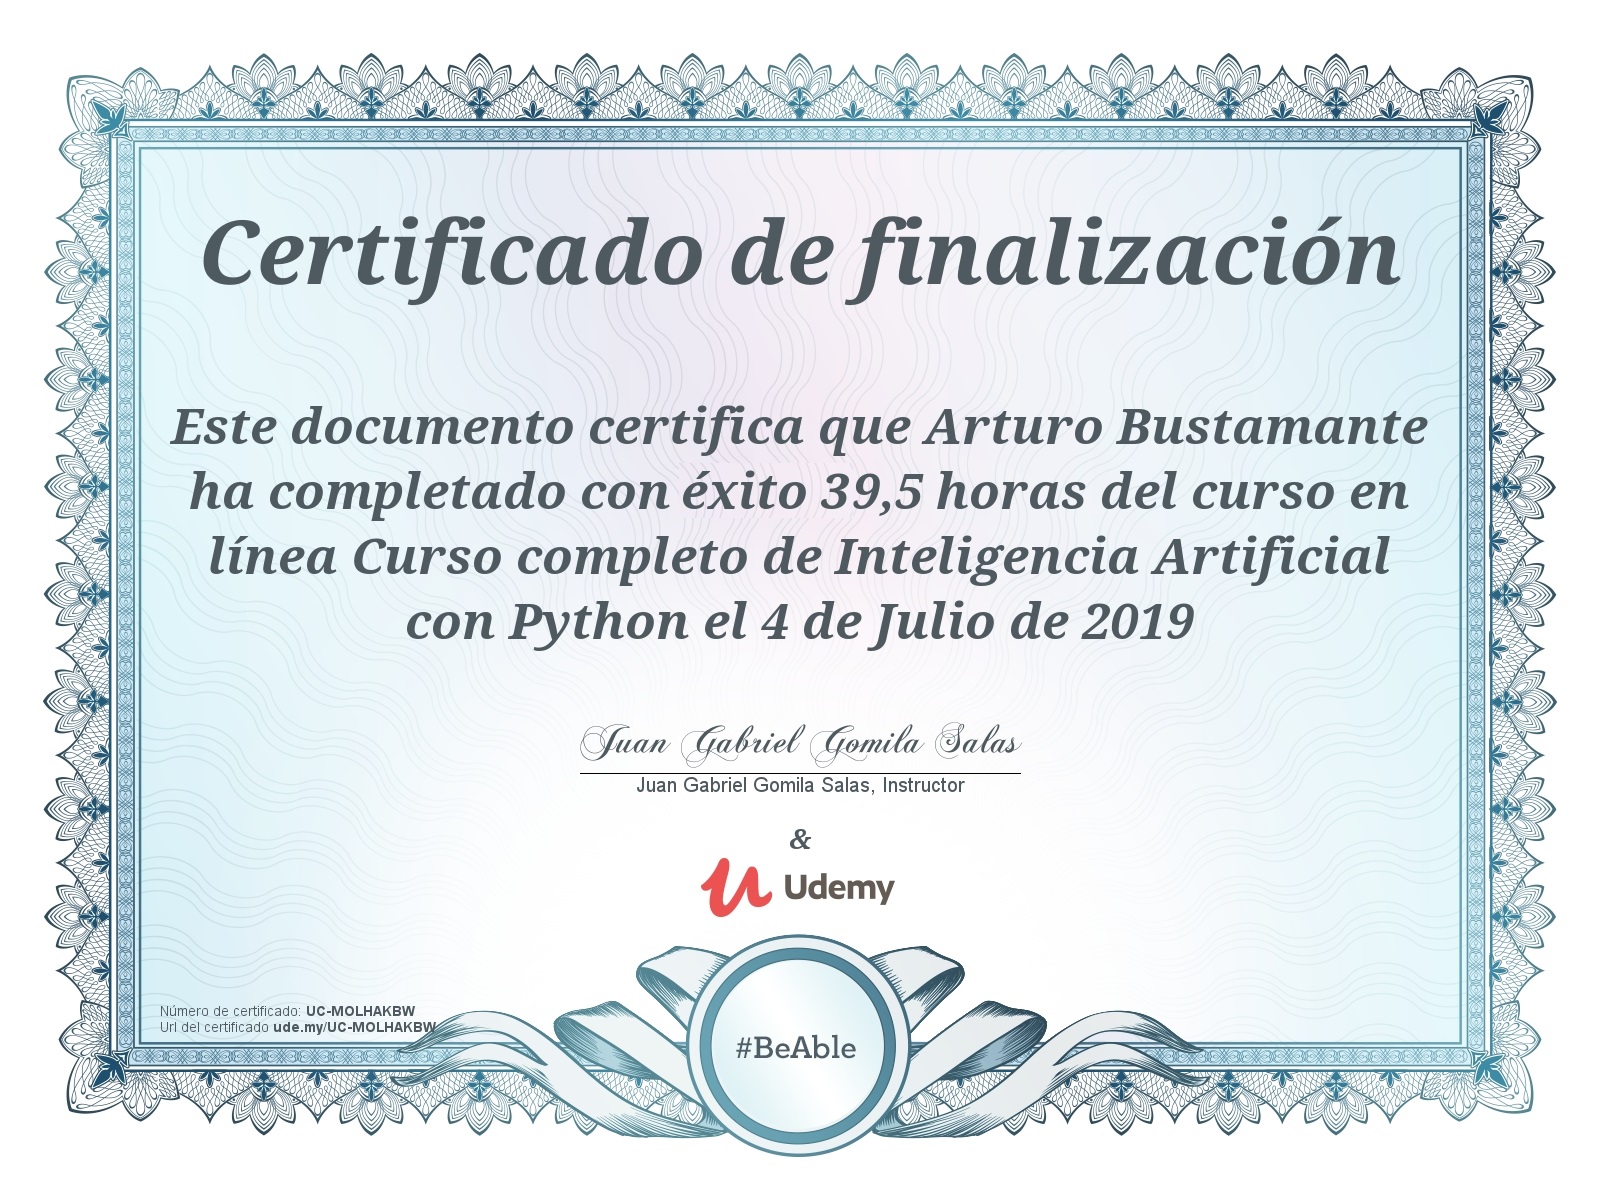 Certificado de finalización
Este documento certifica que Arturo Bustamante
ha completado con éxito 39,5 horas del curso en
línea Curso completo de Inteligencia Artificial
con Python el 4 de Julio de 2019
Juan Gabriel Gomila Salas
Juan Gabriel Gomila Salas, Instructor
&
Udemy
Número de certificado: UC-MOLHAKBW
Url del certificado ude.my/UC-MOLHAKBW
#BeAble